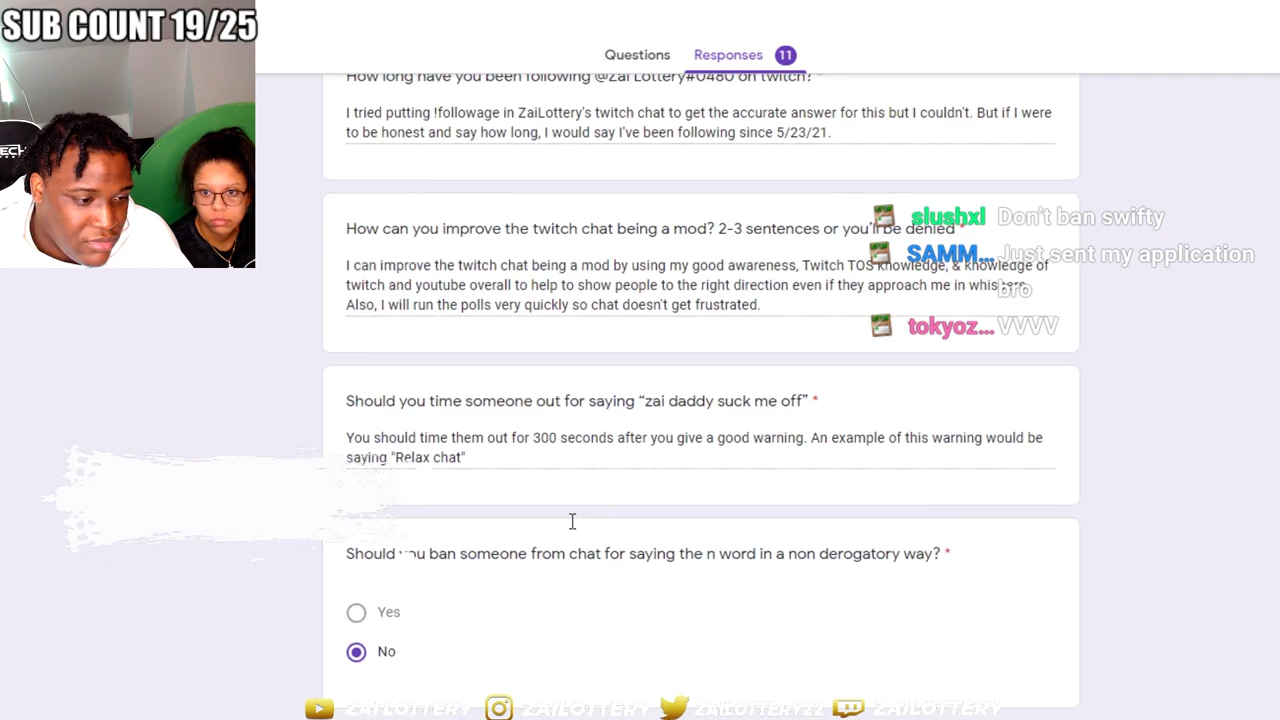 SUB COUNT 19/25
Questions Responses 11
How long have you been following @Zai Lottery#0480 on twitch? *
I tried putting !followage in ZaiLottery's twitch chat to get the accurate answer for this but I couldn't. But if I were
to be honest and say how long, I would say I've been following since 5/23/21.
How can you improve the twitch chat being a mod? 2-3 sentences or you'll be denied *
I can improve the twitch chat being a mod by using my good awareness, Twitch TOS knowledge, & knowledge of
twitch and youtube overall to help to show people to the right direction even if they approach me in whispers.
Also, I will run the polls very quickly so chat doesn't get frustrated.
slushxl Don't ban swifty
SAMM... Just sent my application
bro
tokyoz... VVVV
Should you time someone out for saying “zai daddy suck me off” *
You should time them out for 300 seconds after you give a good warning. An example of this warning would be
saying "Relax chat"
Should you ban someone from chat for saying the n word in a non derogatory way? *
Yes
No
ZAILOTTERY ZAILOTTERY ZAILOTTERY22 ZAILOTTERY